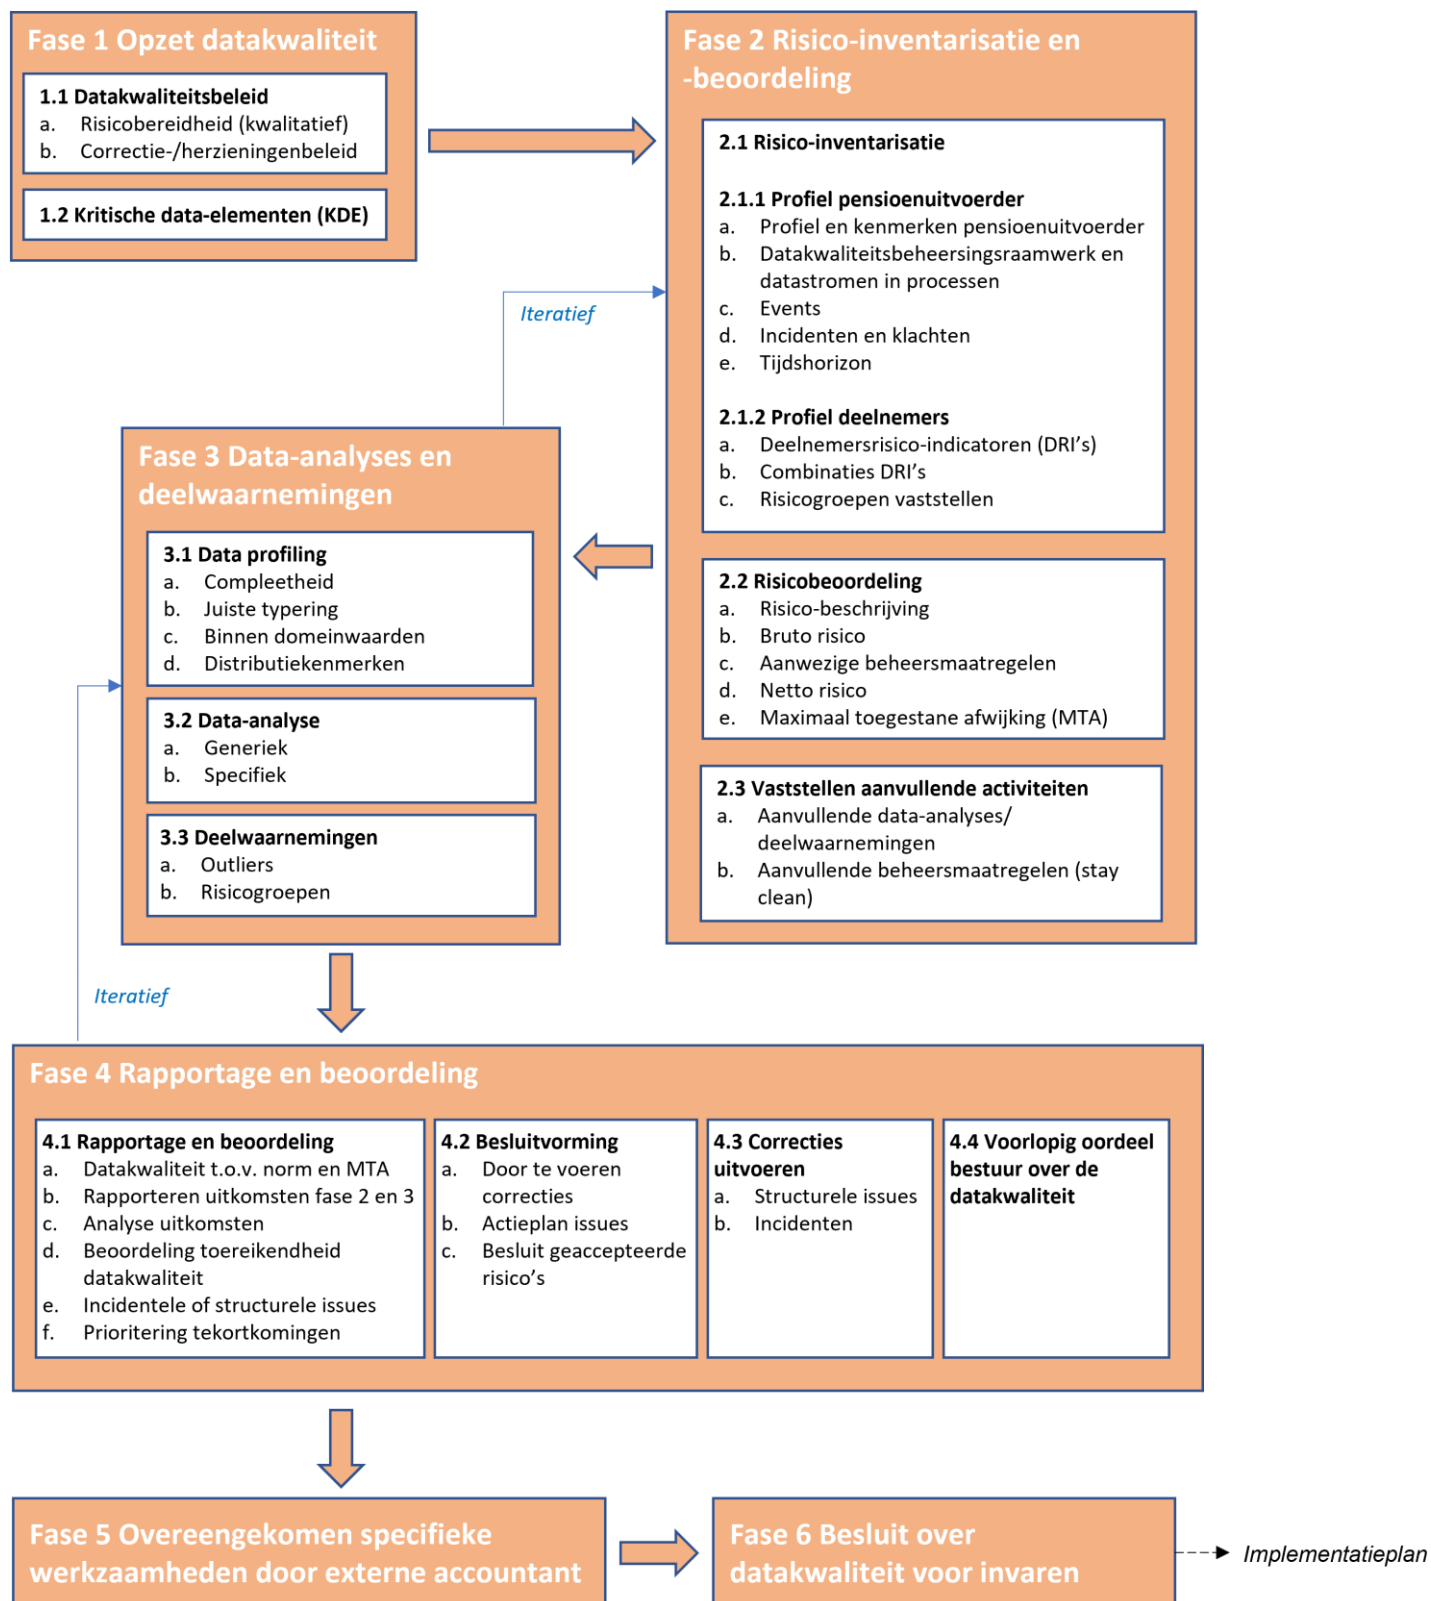 Fase 1 Opzet datakwaliteit
1.1 Datakwaliteitsbeleid
a. Risicobereidheid (kwalitatief)
b. Correctie-/herzieningenbeleid
1.2 Kritische data-elementen (KDE)
Fase 2 Risico-inventarisatie en
-beoordeling
2.1 Risico-inventarisatie
2.1.1 Profiel pensioenuitvoerder
a. Profiel en kenmerken pensioenuitvoerder
b. Datakwaliteitsbeheersingsraamwerk en
datastromen in processen
c. Events
d. Incidenten en klachten
e. Tijdshorizon
2.1.2 Profiel deelnemers
a. Deelnemersrisico-indicatoren (DRI’s)
b. Combinaties DRI’s
c. Risicogroepen vaststellen
2.2 Risicobeoordeling
a. Risico-beschrijving
b. Bruto risico
c. Aanwezige beheersmaatregelen
d. Netto risico
e. Maximaal toegestane afwijking (MTA)
2.3 Vaststellen aanvullende activiteiten
a. Aanvullende data-analyses/
deelwaarnemingen
b. Aanvullende beheersmaatregelen (stay
clean)
Iteratief
Fase 3 Data-analyses en
deelwaarnemingen
3.1 Data profiling
a. Compleetheid
b. Juiste typering
c. Binnen domeinwaarden
d. Distributiekenmerken
3.2 Data-analyse
a. Generiek
b. Specifiek
3.3 Deelwaarnemingen
a. Outliers
b. Risicogroepen
Iteratief
Fase 4 Rapportage en beoordeling
4.1 Rapportage en beoordeling
a. Datakwaliteit t.o.v. norm en MTA
b. Rapporteren uitkomsten fase 2 en 3
c. Analyse uitkomsten
d. Beoordeling toereikendheid
datakwaliteit
e. Incidentele of structurele issues
f. Prioritering tekortkomingen
4.2 Besluitvorming
a. Door te voeren
correcties
b. Actieplan issues
c. Besluit geaccepteerde
risico’s
4.3 Correcties
uitvoeren
a. Structurele issues
b. Incidenten
4.4 Voorlopig oordeel
bestuur over de
datakwaliteit
Fase 5 Overeengekomen specifieke
werkzaamheden door externe accountant
Fase 6 Besluit over
datakwaliteit voor invaren
Implementatieplan